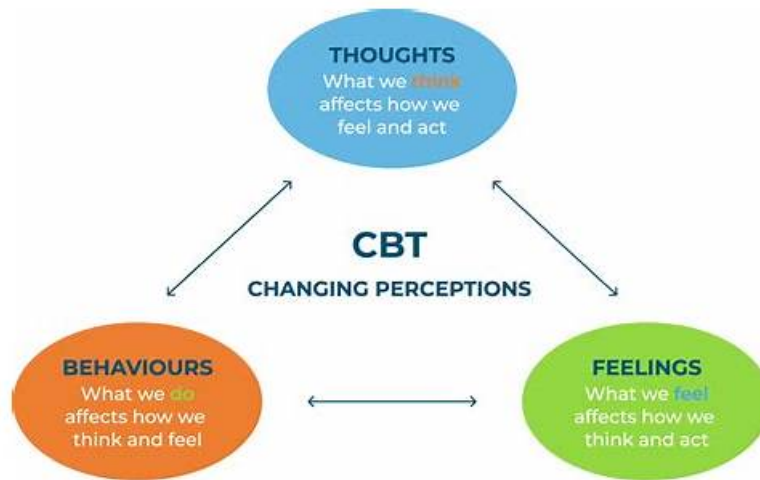 THOUGHTS
What we think
affects how we
feel and act
CBT
CHANGING PERCEPTIONS
BEHAVIOURS
What we do
affects how we
think and feel
FEELINGS
What we feel
affects how we
think and act